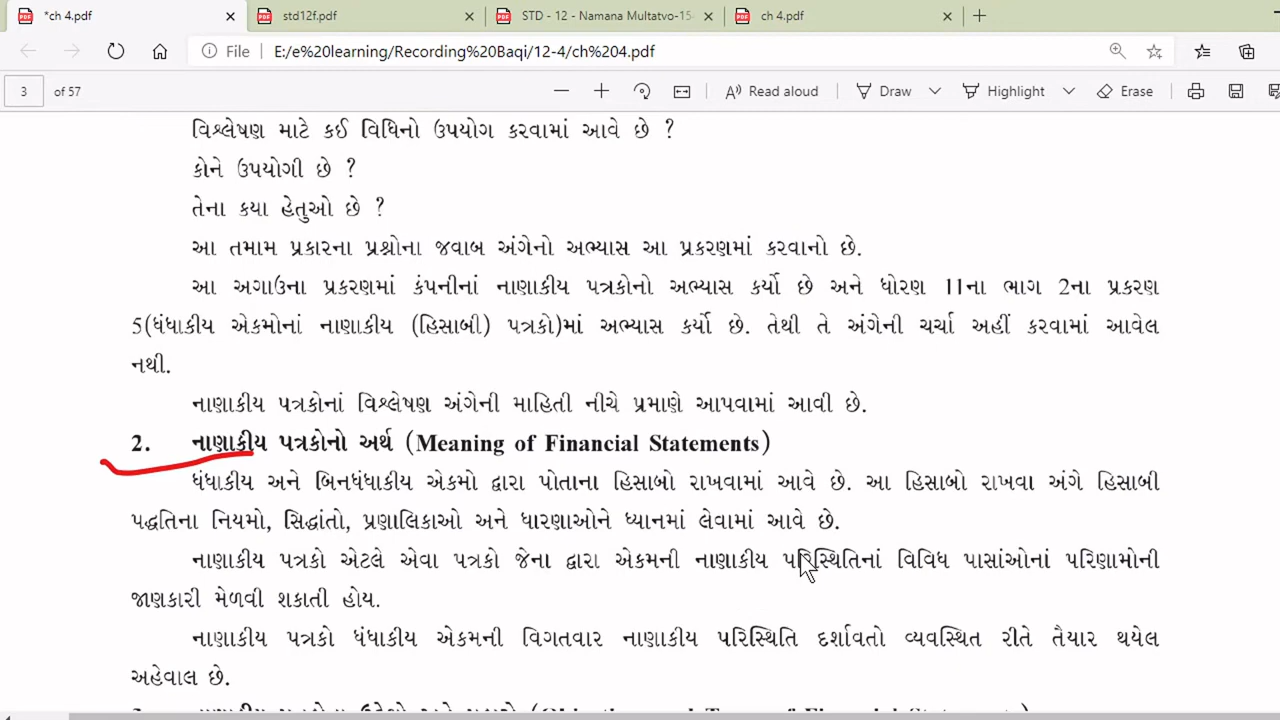 *ch 4.pdf
std12f.pdf
STD - 12 - Namana Multatvo-15-
ch 4.pdf
File E:/e%20learning/Recording%20Baqi/12-4/ch%204.pdf
3 of 57 Read aloud Draw Highlight Erase
વિશ્લેષણ માટે કઈ વિધિનો ઉપયોગ કરવામાં આવે છે ?
કોને ઉપયોગી છે ?
તેના કયા હેતુઓ છે ?
આ તમામ પ્રકારના પ્રશ્નોના જવાબ અંગેનો અભ્યાસ આ પ્રકરણમાં કરવાનો છે.
આ અગાઉના પ્રકરણમાં કંપનીનાં નાણાકીય પત્રકોનો અભ્યાસ કર્યો છે અને ધોરણ 11ના ભાગ 2ના પ્રકરણ
5(ધંધાકીય એકમોનાં નાણાકીય (હિસાબી) પત્રકો)માં અભ્યાસ કર્યો છે. તેથી તે અંગેની ચર્ચા અહીં કરવામાં આવેલ
નથી.
નાણાકીય પત્રકોનાં વિશ્લેષણ અંગેની માહિતી નીચે પ્રમાણે આપવામાં આવી છે.
2. નાણાકીય પત્રકોનો અર્થ (Meaning of Financial Statements)
ધંધાકીય અને બિનધંધાકીય એકમો દ્વારા પોતાના હિસાબો રાખવામાં આવે છે. આ હિસાબો રાખવા અંગે હિસાબી
પદ્ધતિના નિયમો, સિદ્ધાંતો, પ્રણાલિકાઓ અને ધારણાઓને ધ્યાનમાં લેવામાં આવે છે.
નાણાકીય પત્રકો એટલે એવા પત્રકો જેના દ્વારા એકમની નાણાકીય પરિસ્થિતિનાં વિવિધ પાસાંઓનાં પરિણામોની
જાણકારી મેળવી શકાતી હોય.
નાણાકીય પત્રકો ધંધાકીય એકમની વિગતવાર નાણાકીય પરિસ્થિતિ દર્શાવતો વ્યવસ્થિત રીતે તૈયાર થયેલ
અહેવાલ છે.